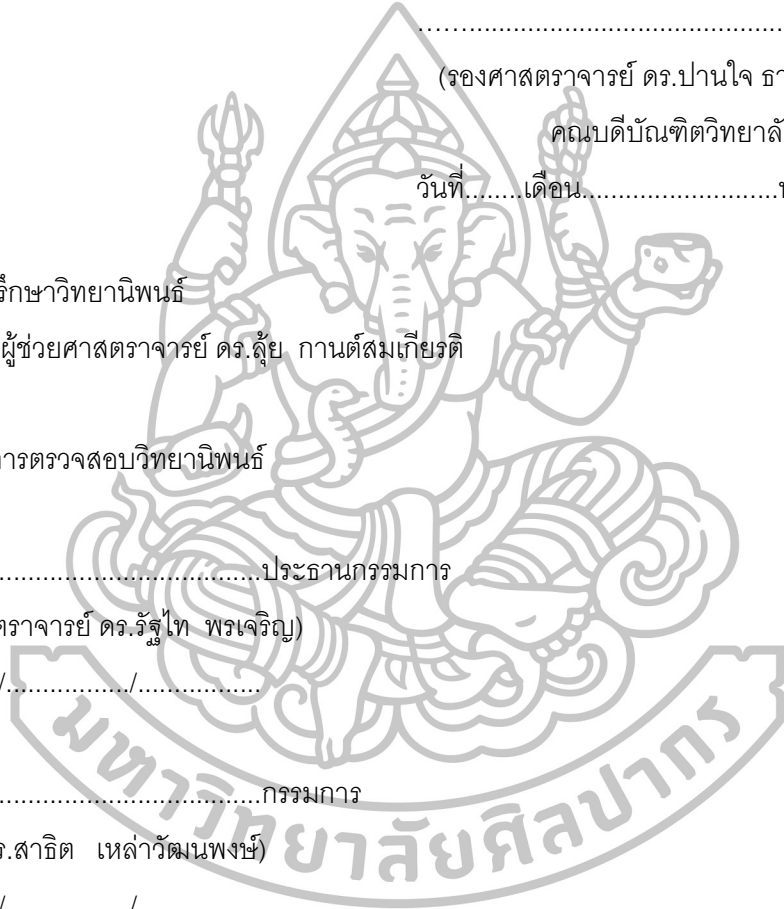 ……............................................
(รองศาสตราจารย์ ดร.ปานใจ
คณบดีบัณฑิตวิทยาลั
วันที่........เดือน...........................
รึกษาวิทยานิพนธ์
ผู้ช่วยศาสตราจารย์ ดร.ลุ้ย กานต์สมเกียรติ
การตรวจสอบวิทยานิพนธ์
....................................ประธานกรรมการ
ตราจารย์ ดร.รัฐไท พรเจริญ)
/................./.................
....................................กรรมการ
ร.สาธิต เหล่าวัฒนพงษ์)
/................./.................
มหาวิทยาลัยศิลปากร